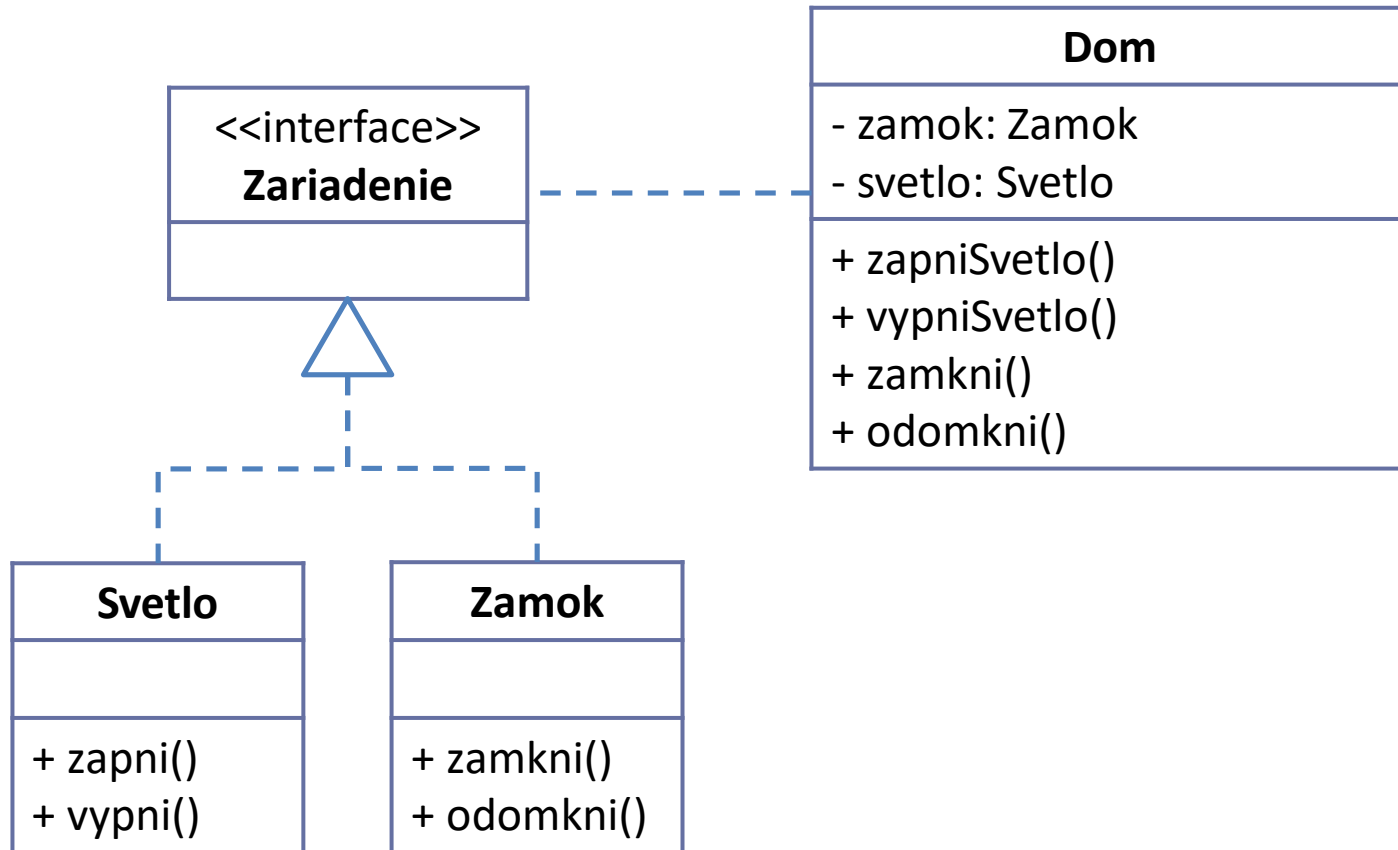 <<interface>>
Zariadenie
Dom
- zamok: Zamok
- svetlo: Svetlo
+ zapniSvetlo()
+ vypniSvetlo()
+ zamkni()
+ odomkni()
Svetlo
+ zapni()
+ vypni()
Zamok
+ zamkni()
+ odomkni()